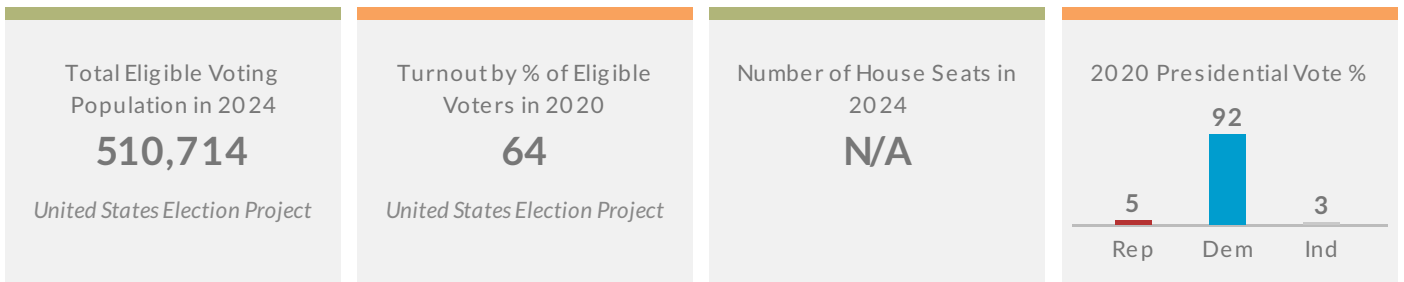 Total Eligible Voting
Population in 2024
510,714
United States Election Project
Turnout by % of Eligible
Voters in 2020
64
United States Election Project
Number of House Seats in
2024
N/A
2020 Presidential Vote %
92
5
3
Rep Dem Ind